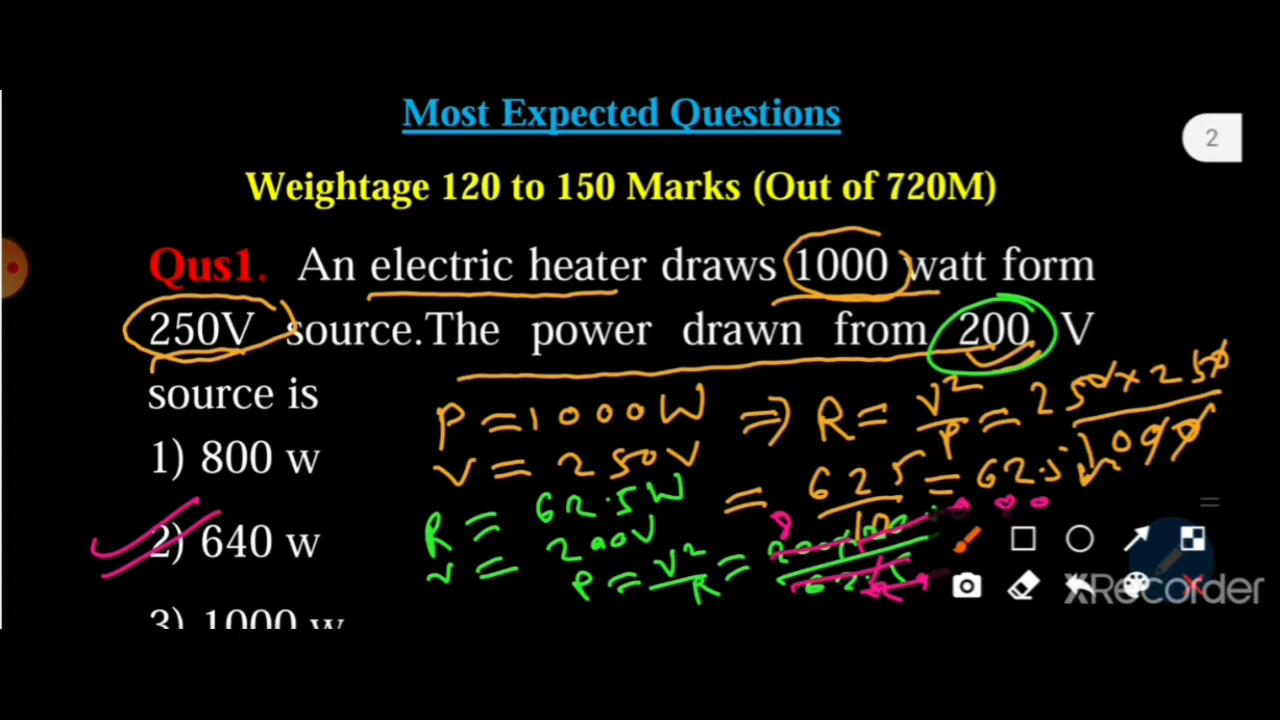 Most Expected Questions
2
Weightage 120 to 150 Marks (Out of 720M)
Qus1. An electric heater draws 1000 watt form
250V source.The power drawn from 200 V
source is
P = 1000W ⇒ R = V²/P = 250×250/1000
1) 800 w
V = 250V
= 625/10 = 62.5
R = 62.5W
2) 640 w
V = 200V
P = V²/R =
XRecorder
3) 1000 w